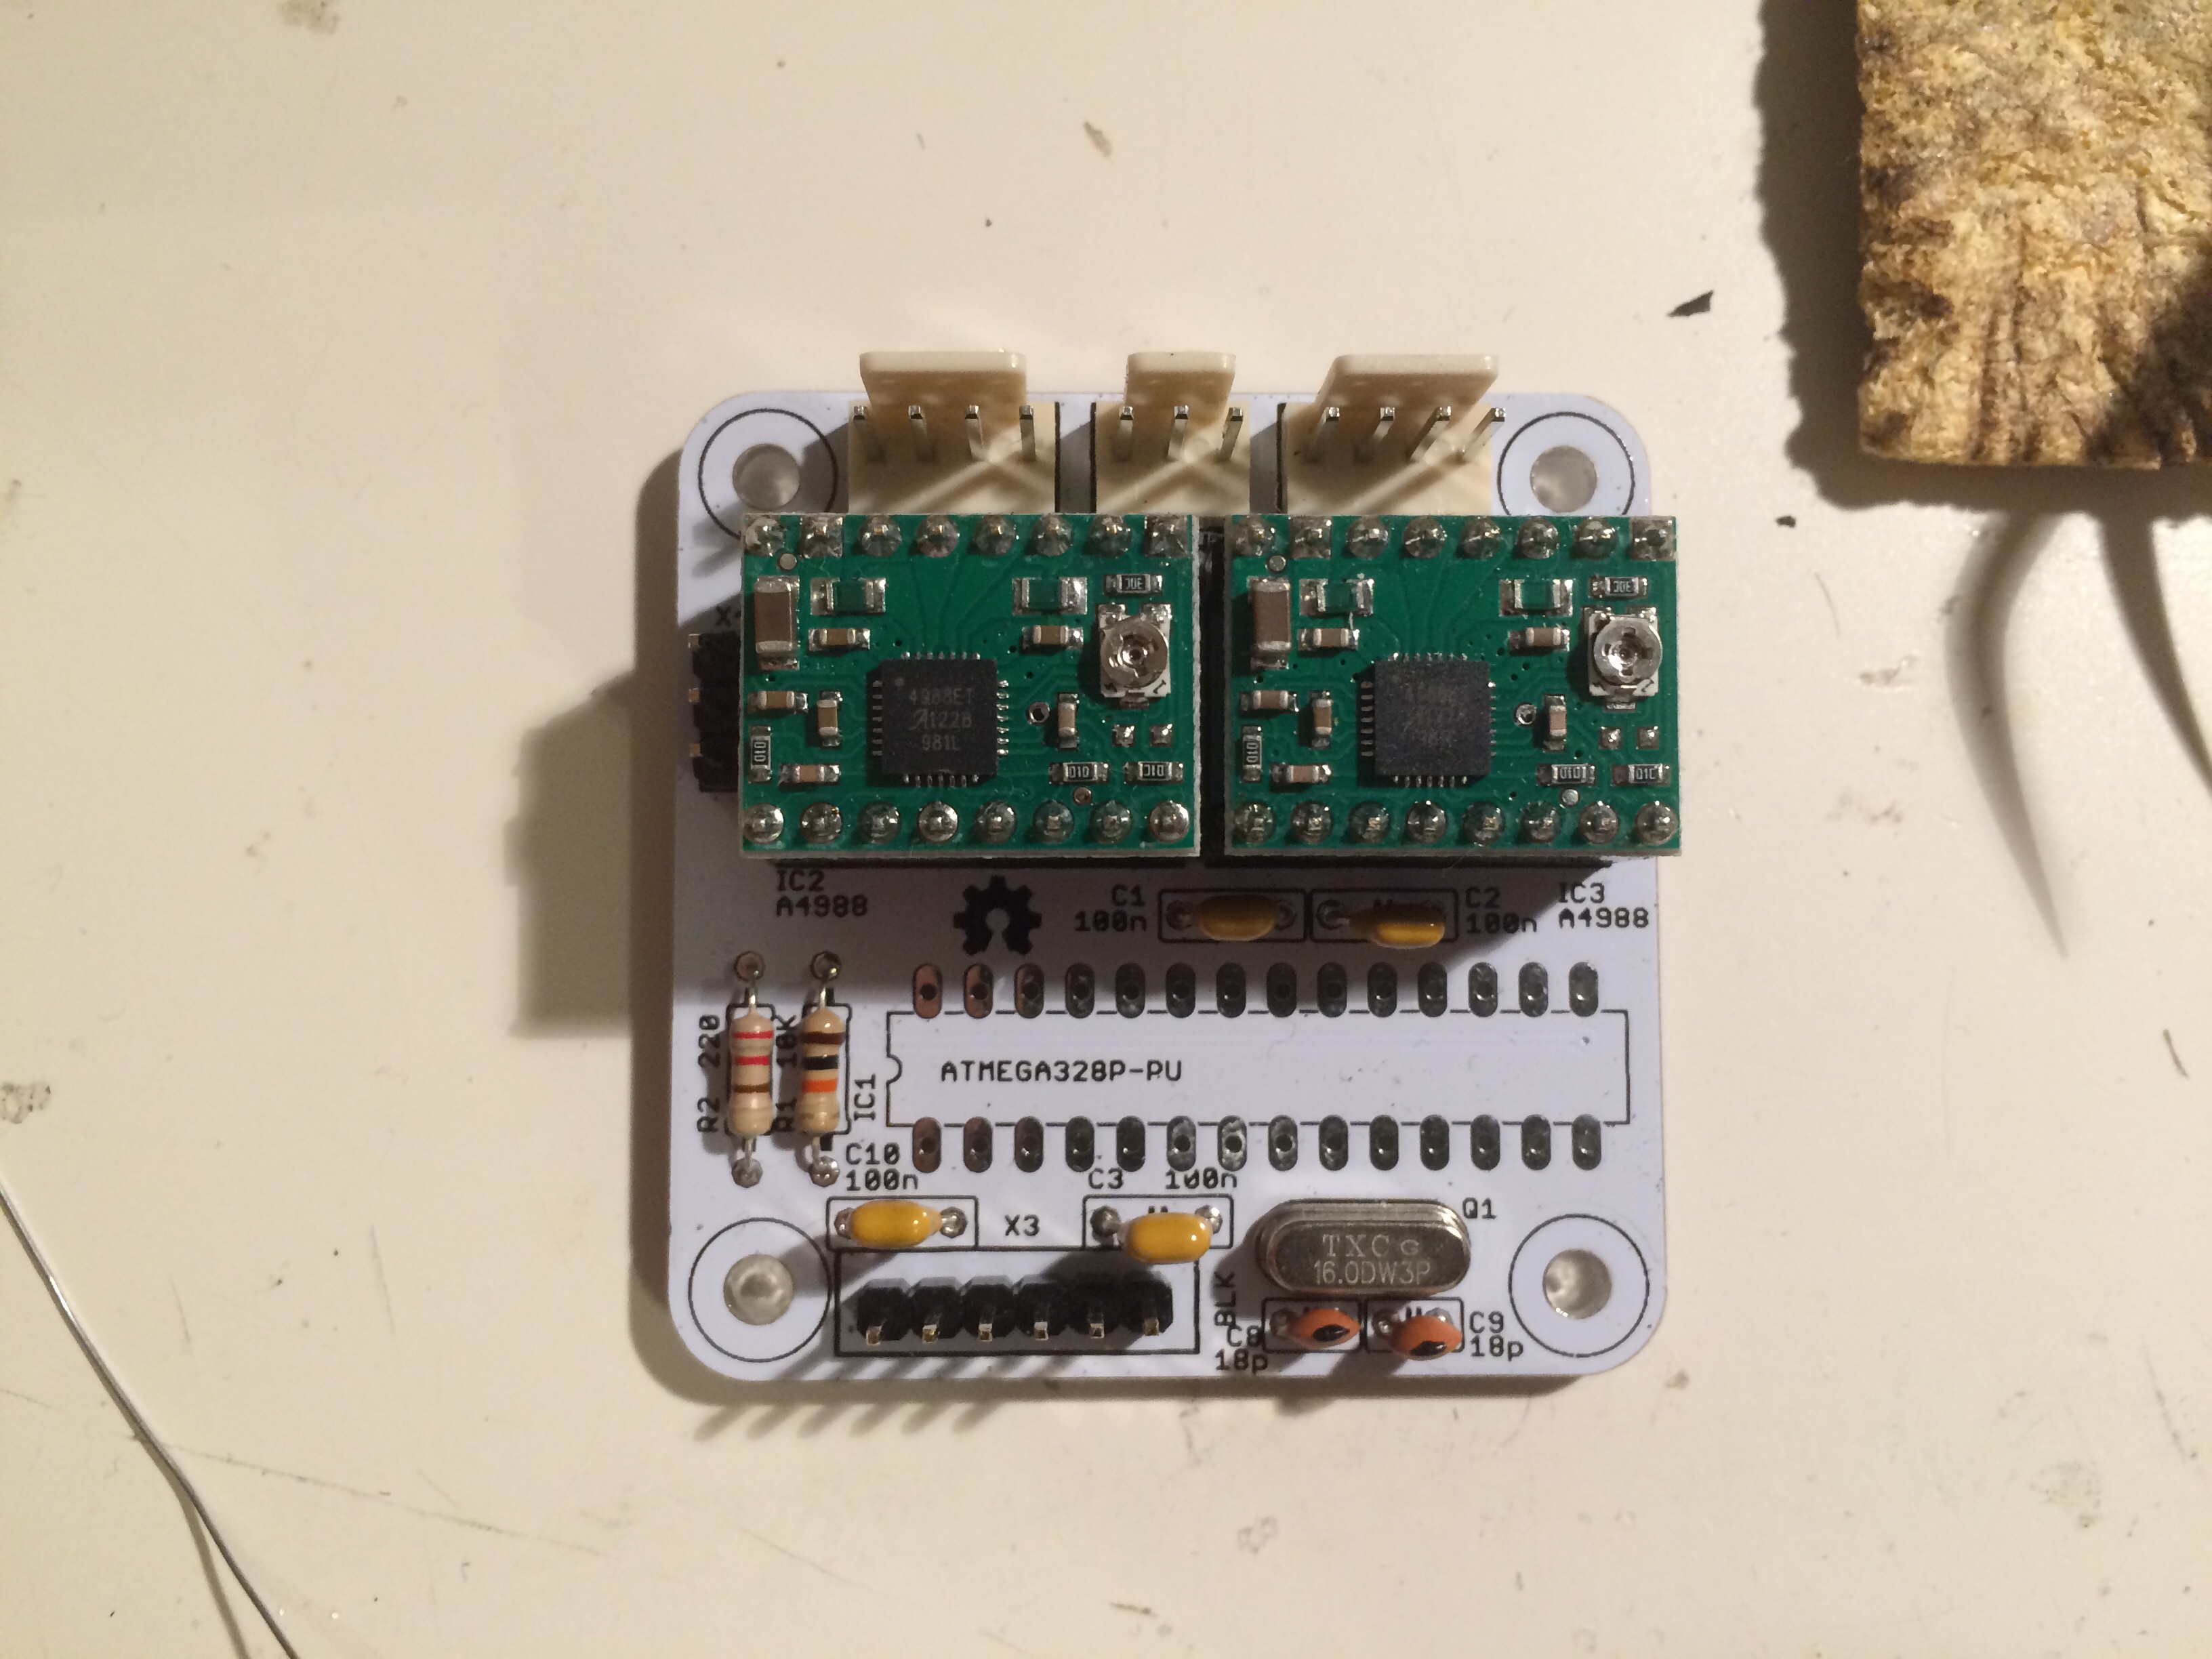 4988ET
1228
981L
IC2
A4988
C1
100n
C2
100n
IC3
A4988
R2 220
R1 10K
IC1
ATMEGA328P-PU
C10
100n
C3 100n
X3
Q1
TXC
16.0DW3P
BLK
C8
18p
C9
18p